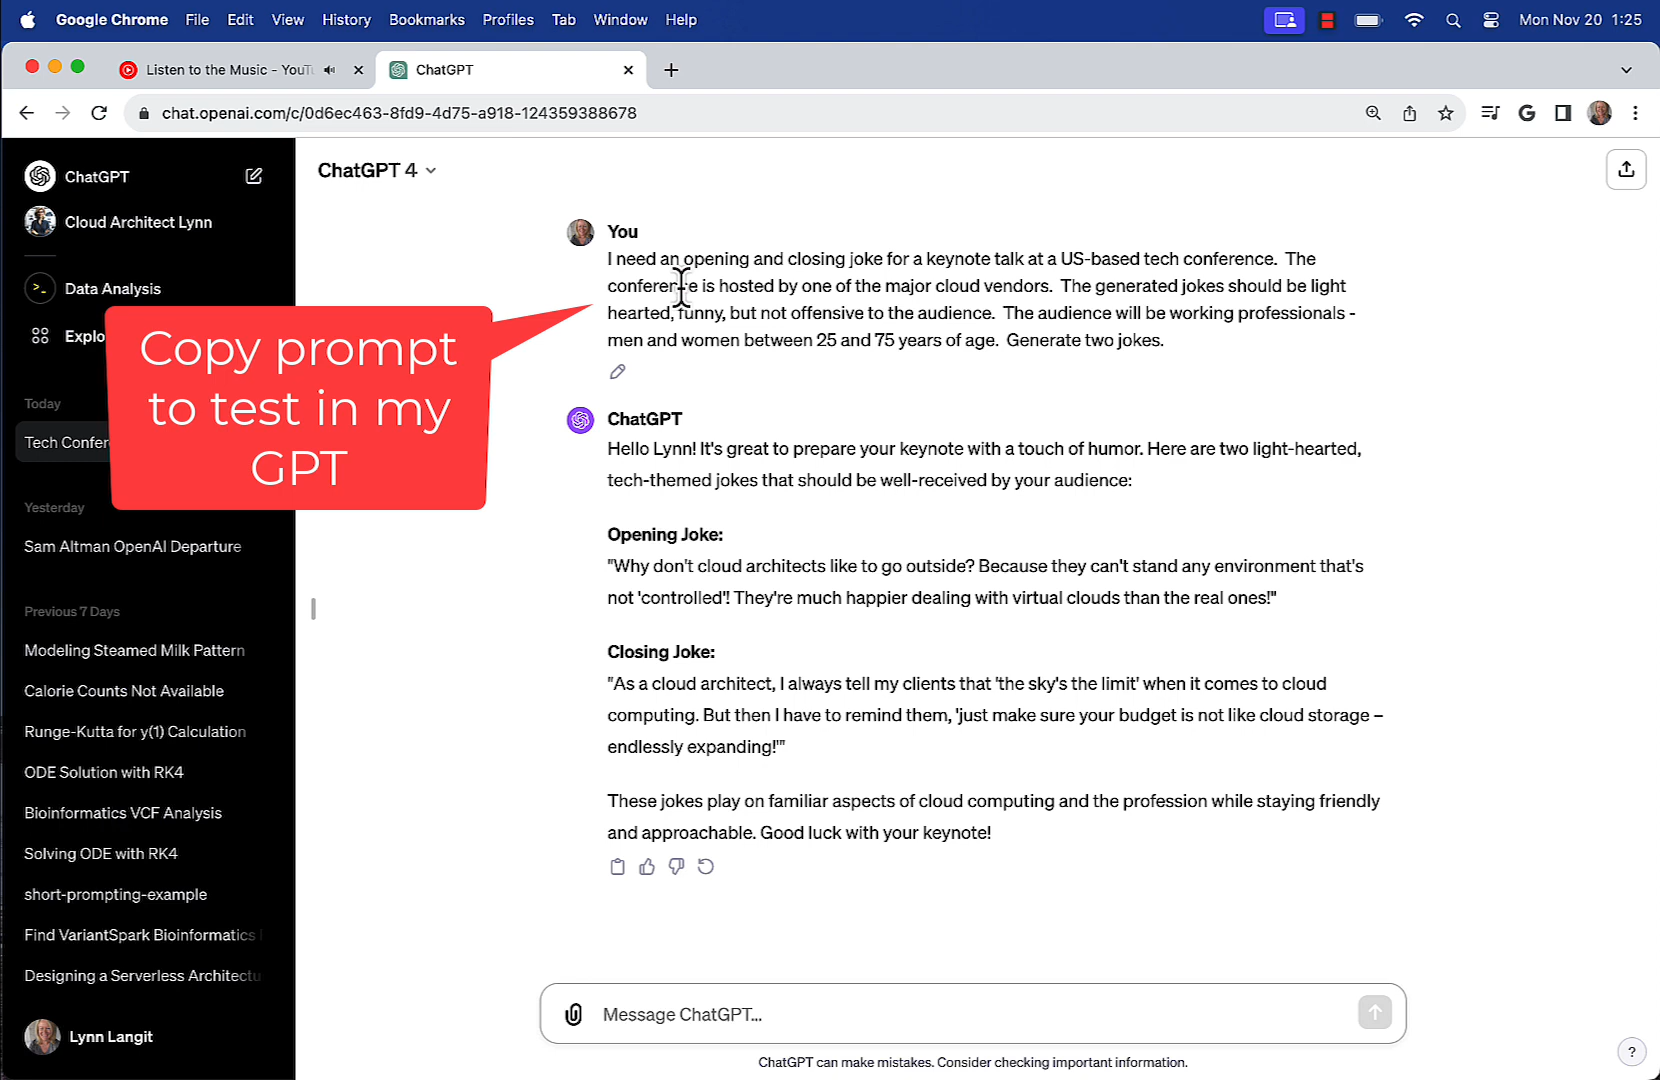 Google Chrome File Edit View History Bookmarks Profiles Tab Window Help Mon Nov 20 1:25
Listen to the Music - YouTu
ChatGPT
chat.openai.com/c/0d6ec463-8fd9-4d75-a918-124359388678
ChatGPT
Cloud Architect Lynn
Data Analysis
Explo
Today
Tech Confer
Yesterday
Sam Altman OpenAI Departure
Previous 7 Days
Modeling Steamed Milk Pattern
Calorie Counts Not Available
Runge-Kutta for y(1) Calculation
ODE Solution with RK4
Bioinformatics VCF Analysis
Solving ODE with RK4
short-prompting-example
Find VariantSpark Bioinformatics
Designing a Serverless Architectu
Lynn Langit
Copy prompt
to test in my
GPT
ChatGPT 4
You
I need an opening and closing joke for a keynote talk at a US-based tech conference. The
conference is hosted by one of the major cloud vendors. The generated jokes should be light
hearted, funny, but not offensive to the audience. The audience will be working professionals -
men and women between 25 and 75 years of age. Generate two jokes.
ChatGPT
Hello Lynn! It's great to prepare your keynote with a touch of humor. Here are two light-hearted,
tech-themed jokes that should be well-received by your audience:
Opening Joke:
"Why don't cloud architects like to go outside? Because they can't stand any environment that's
not 'controlled'! They're much happier dealing with virtual clouds than the real ones!"
Closing Joke:
"As a cloud architect, I always tell my clients that 'the sky's the limit' when it comes to cloud
computing. But then I have to remind them, 'just make sure your budget is not like cloud storage –
endlessly expanding!'"
These jokes play on familiar aspects of cloud computing and the profession while staying friendly
and approachable. Good luck with your keynote!
Message ChatGPT...
ChatGPT can make mistakes. Consider checking important information.
?